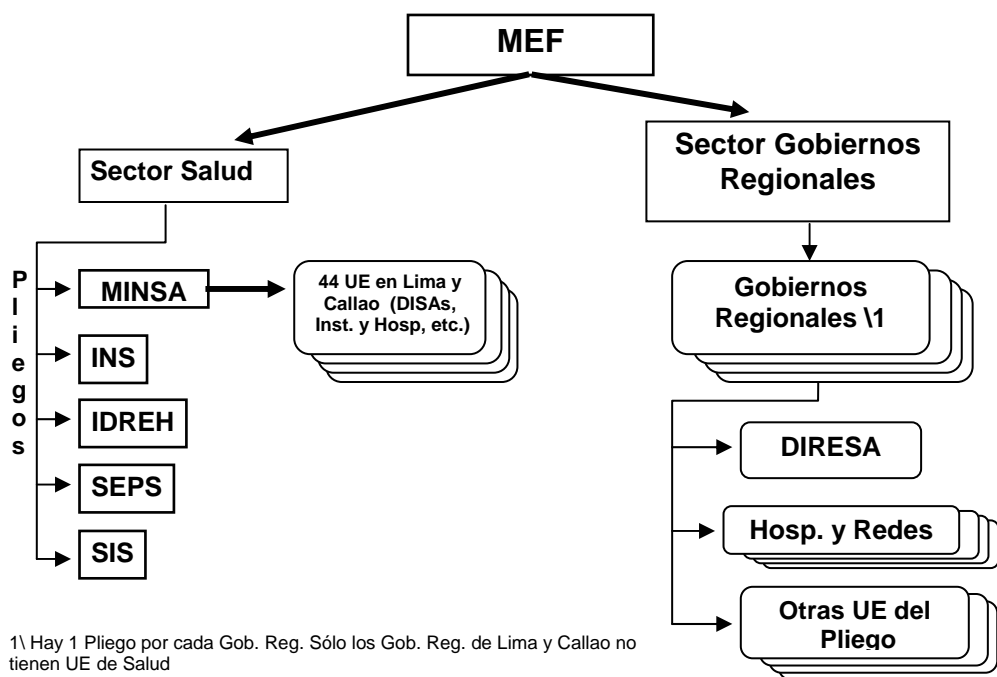 MEF
Sector Salud
Sector Gobiernos
Regionales
Pliegos
MINSA
INS
IDREH
SEPS
SIS
44 UE en Lima y
Callao (DISAs,
Inst. y Hosp, etc.)
Gobiernos
Regionales \1
DIRESA
Hosp. y Redes
Otras UE del
Pliego
1\ Hay 1 Pliego por cada Gob. Reg. Sólo los Gob. Reg. de Lima y Callao no
tienen UE de Salud